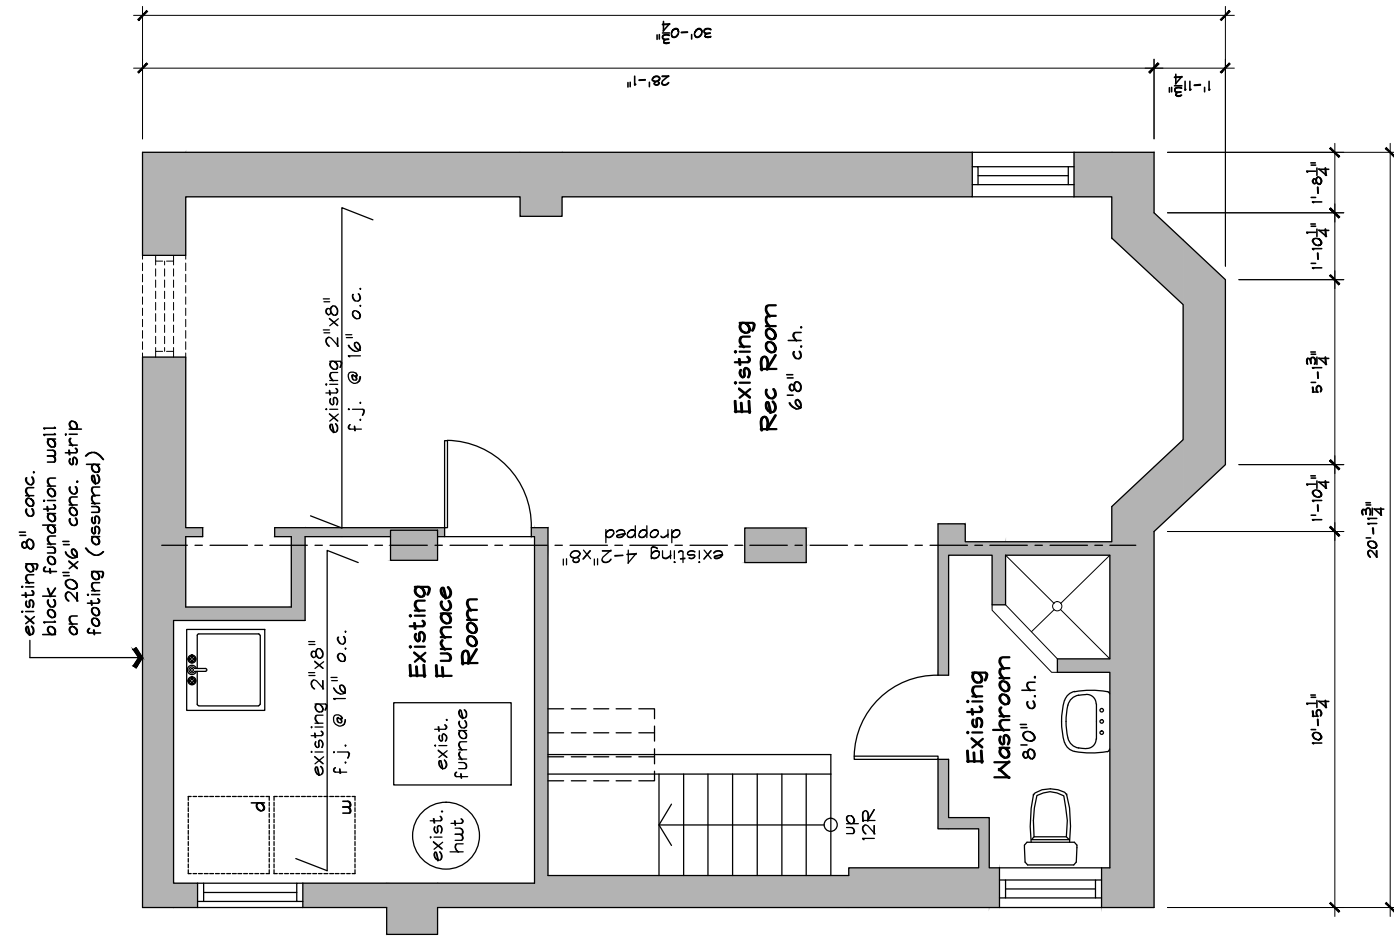 30'-0¾"
28'-1"
1'-11¾"
1'-8¼"
1'-10¼"
5'-1¾"
1'-10¼"
10'-5¼"
20'-11¾"
existing 8" conc.
block foundation wall
on 20"x6" conc. strip
footing (assumed)
existing 2"x8"
f.j. @ 16" o.c.
Existing
Rec Room
6'8" c.h.
existing 4-2"x8"
dropped
Existing
Furnace
Room
existing 2"x8"
f.j. @ 16" o.c.
exist.
furnace
exist.
hwt
d
w
up
12R
Existing
Washroom
8'0" c.h.